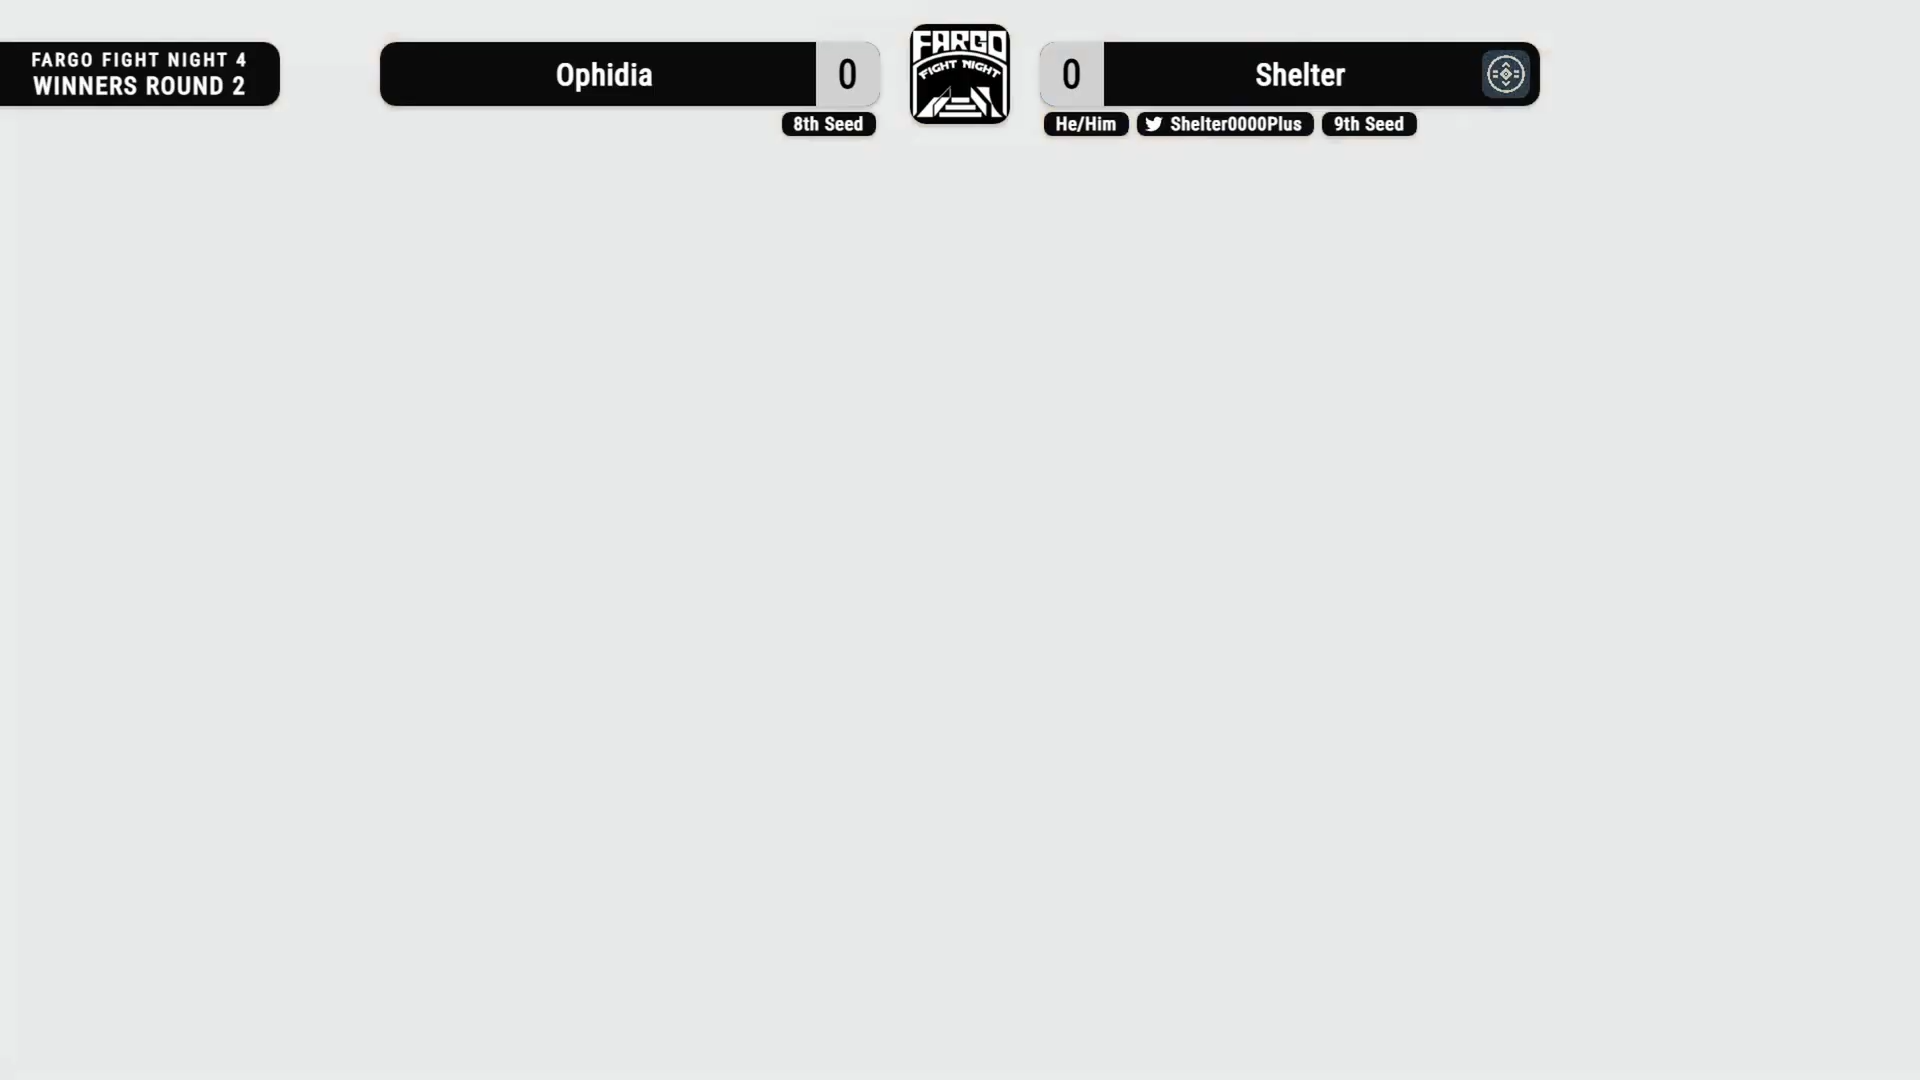 FARGO FIGHT NIGHT 4
WINNERS ROUND 2
Ophidia
0
8th Seed
FARGO
FIGHT NIGHT
0
Shelter
He/Him
Shelter0000Plus
9th Seed